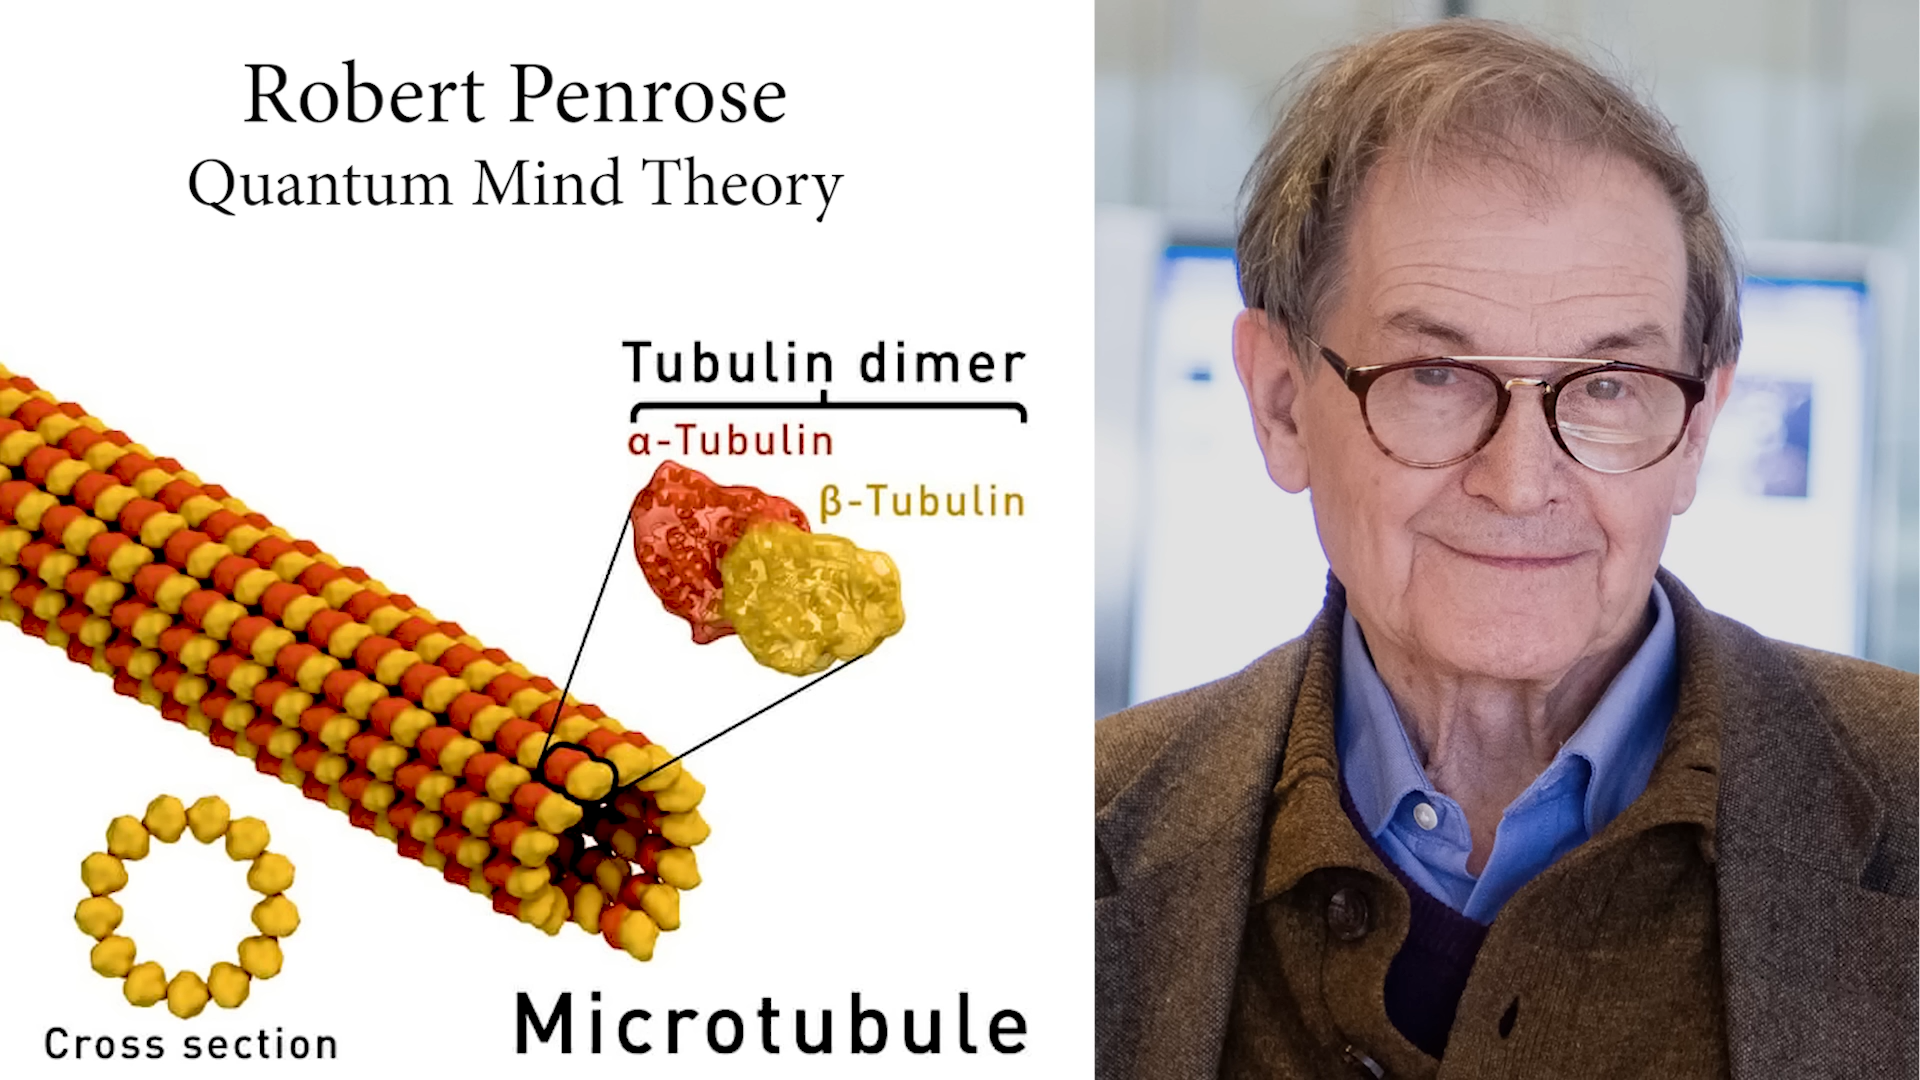 Robert Penrose
Quantum Mind Theory
Tubulin dimer
α-Tubulin
β-Tubulin
Cross section
Microtubule